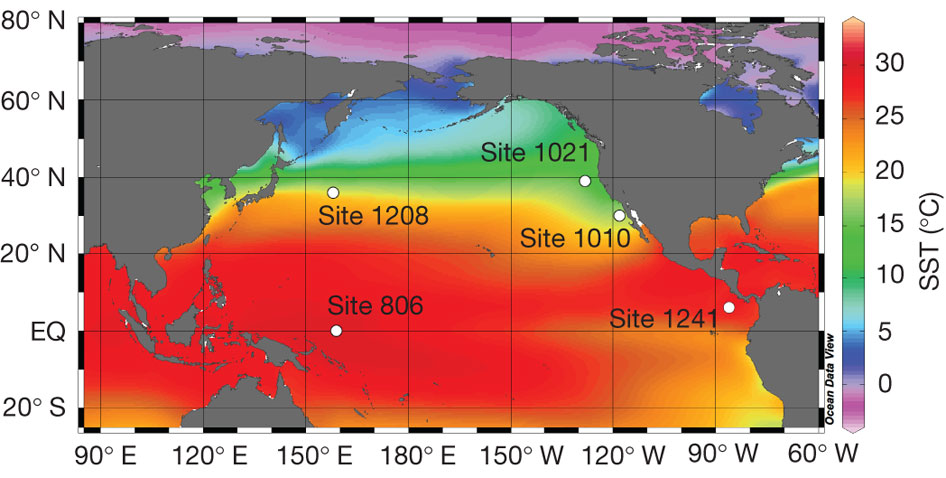 80° N
60° N
40° N
20° N
EQ
20° S
Site 1021
Site 1208
Site 1010
Site 806
Site 1241
90° E
120° E
150° E
180° E
150° W
120° W
90° W
60° W
Ocean Data View
30
25
20
15
10
5
0
SST (°C)